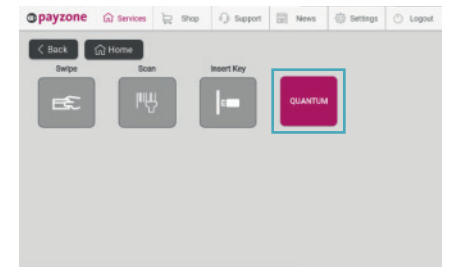 payzone Services Shop Support News Settings Logout
Back Home
Swipe Scan Insert Key
QUANTUM